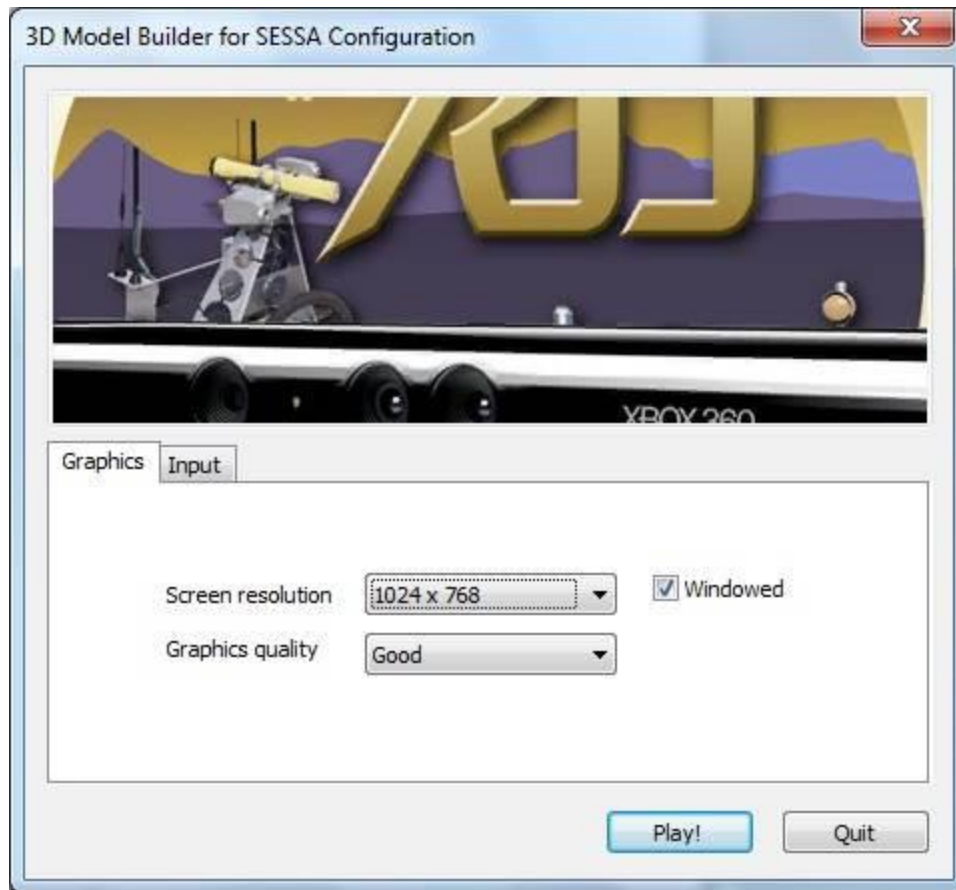 3D Model Builder for SESSA Configuration
XBOX 360
Graphics
Input
Screen resolution
1024 x 768
Windowed
Graphics quality
Good
Play!
Quit